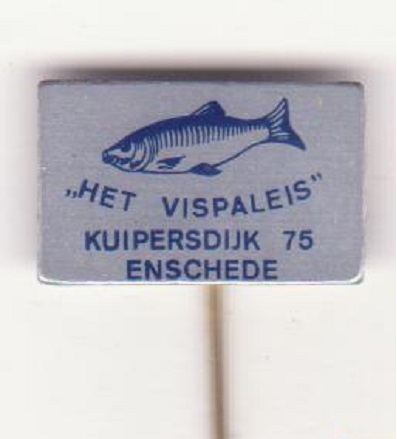 „HET VISPALEIS”
KUIPERSDIJK 75
ENSCHEDE